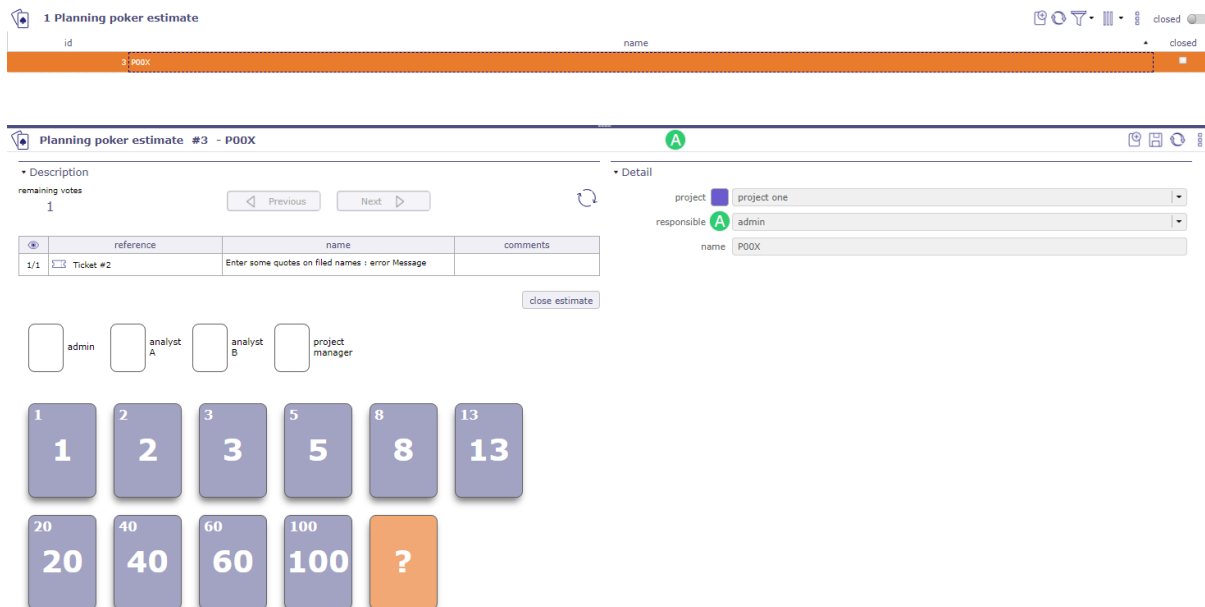 1 Planning poker estimate
closed
id name closed
3 P00X
Planning poker estimate #3 - P00X
A
Description
remaining votes
1
Previous Next
reference name comments
1/1 Ticket #2 Enter some quotes on filed names : error Message
close estimate
admin
analyst
A
analyst
B
project
manager
1 2 3 5 8 13
1 2 3 5 8 13
20 40 60 100
20 40 60 100 ?
Detail
project project one
responsible A admin
name P00X